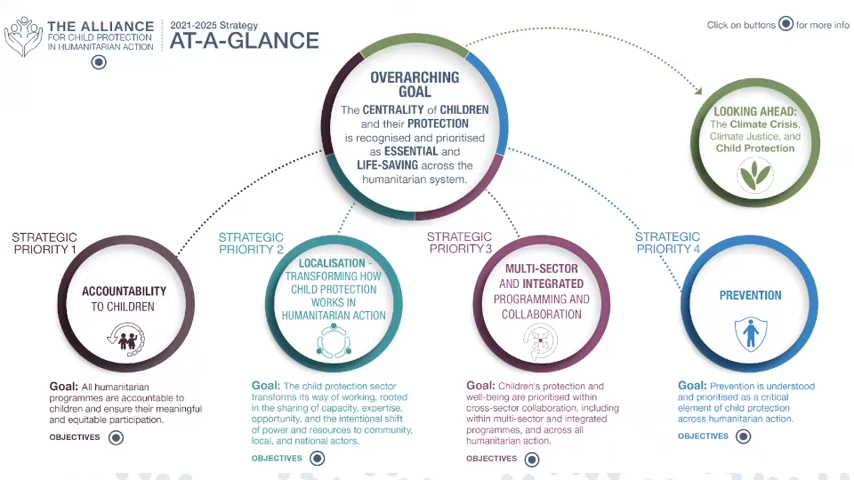 THE ALLIANCE
FOR CHILD PROTECTION
IN HUMANITARIAN ACTION
2021-2025 Strategy
AT-A-GLANCE
Click on buttons for more info
OVERARCHING
GOAL
The CENTRALITY of CHILDREN
and their PROTECTION
is recognised and prioritised
as ESSENTIAL and
LIFE-SAVING across the
humanitarian system.
LOOKING AHEAD:
The Climate Crisis,
Climate Justice, and
Child Protection
STRATEGIC
PRIORITY 1
ACCOUNTABILITY
TO CHILDREN
Goal: All humanitarian
programmes are accountable to
children and ensure their meaningful
and equitable participation.
OBJECTIVES
STRATEGIC
PRIORITY 2
LOCALISATION -
TRANSFORMING HOW
CHILD PROTECTION
WORKS IN
HUMANITARIAN ACTION
Goal: The child protection sector
transforms its way of working, rooted
in the sharing of capacity, expertise,
opportunity, and the intentional shift
of power and resources to community,
local, and national actors.
OBJECTIVES
STRATEGIC
PRIORITY 3
MULTI-SECTOR
AND INTEGRATED
PROGRAMMING AND
COLLABORATION
Goal: Children's protection and
well-being are prioritised within
cross-sector collaboration, including
within multi-sector and integrated
programmes, and across all
humanitarian action.
OBJECTIVES
STRATEGIC
PRIORITY 4
PREVENTION
Goal: Prevention is understood
and prioritised as a critical
element of child protection
across humanitarian action.
OBJECTIVES